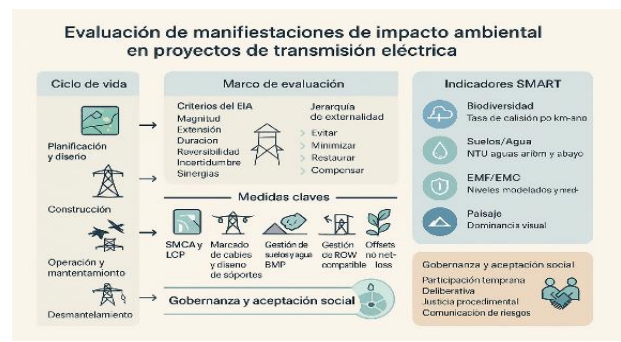 Evaluación de manifiestaciones de impacto ambiental
en proyectos de transmisión eléctrica
Ciclo de vida
Planificación
y diseño
Construcción
Operación y
mantentamiento
Desmantelamiento
Marco de evaluación
Criterios del EIA
Magnitud
Extensión
Duracion
Reversibilidad
Incertidumbre
Sinergias
Jerarquía
de externalidad
> Evitar
> Minimizar
> Restaurar
> Compensar
Medidas claves
SMCA y
LCP
Marcado
de cabies
y diseno
de sóportes
Gestión de
suelos y agua
BMP
Gestión
de ROW
compatible
Offsets
no net-
loss
Gobernanza y aceptación social
Indicadores SMART
Biodiversidad
Tasa de calisión po km-ano
Suelos/Agua
NTU aguas aribm y abayo
EMF/EMC
Niveles modelados y med-
Paisaje
Dominancia visual
Gobernanza y aceptación social
Participación temprana
Deliberativa
Justicia procedimental
Comunicación de riesgos